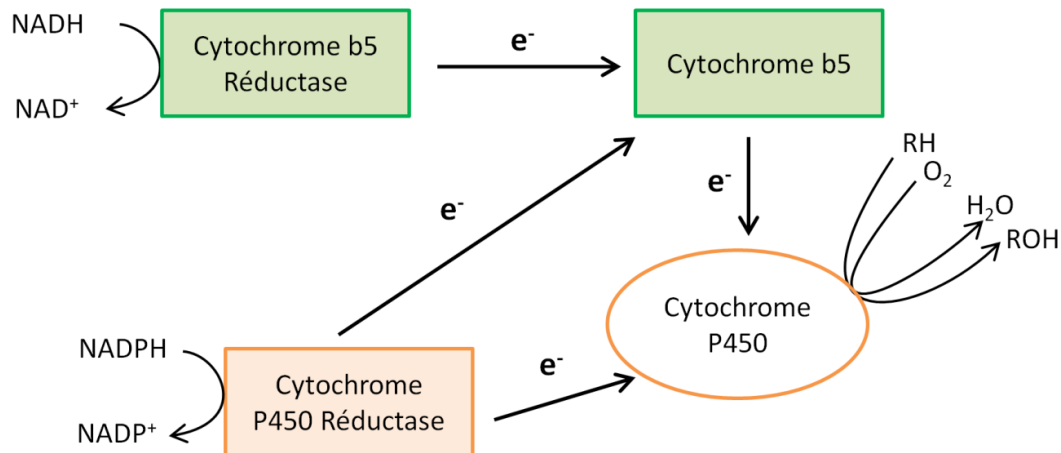 NADH
NAD⁺
Cytochrome b5
Réductase
e⁻
Cytochrome b5
e⁻
e⁻
RH
O₂
H₂O
ROH
Cytochrome
P450
NADPH
NADP⁺
Cytochrome
P450 Réductase
e⁻